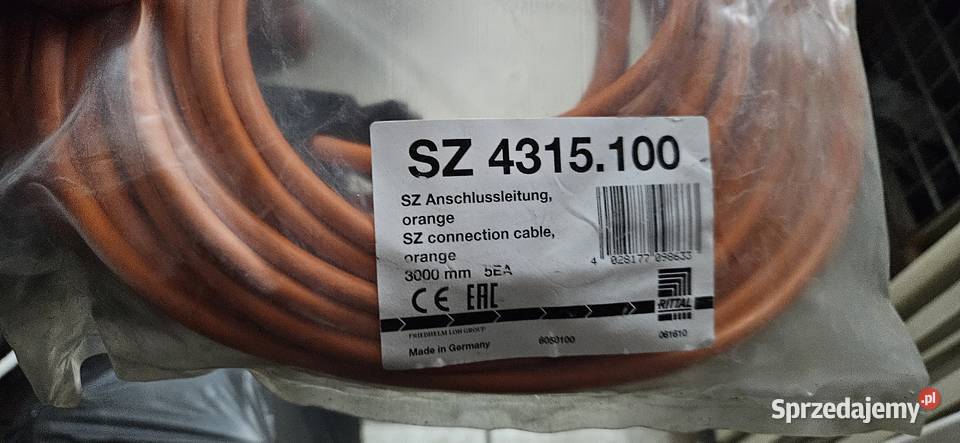 SZ 4315.100
SZ Anschlussleitung,
orange
SZ connection cable,
orange
3000 mm 5EA
4 028177 098633
CE EAC
RITTAL
FRIEDHELM LOH GROUP
Made in Germany
6050100
061610
Sprzedajemy.pl